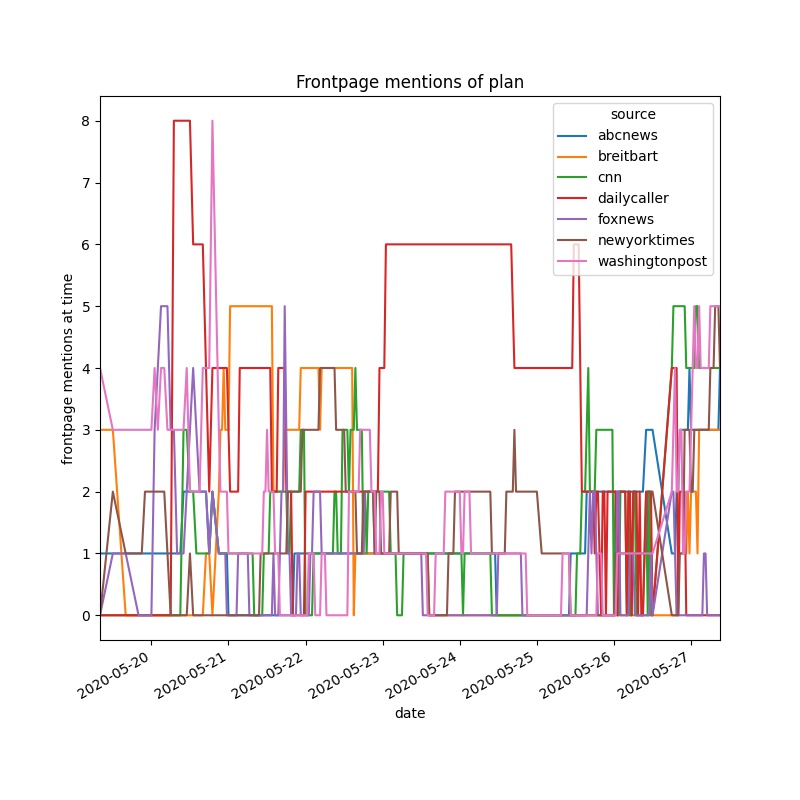 Frontpage mentions of plan
source
abcnews
breitbart
cnn
dailycaller
foxnews
newyorktimes
washingtonpost
frontpage mentions at time
8
7
6
5
4
3
2
1
0
2020-05-20
2020-05-21
2020-05-22
2020-05-23
2020-05-24
2020-05-25
2020-05-26
2020-05-27
date